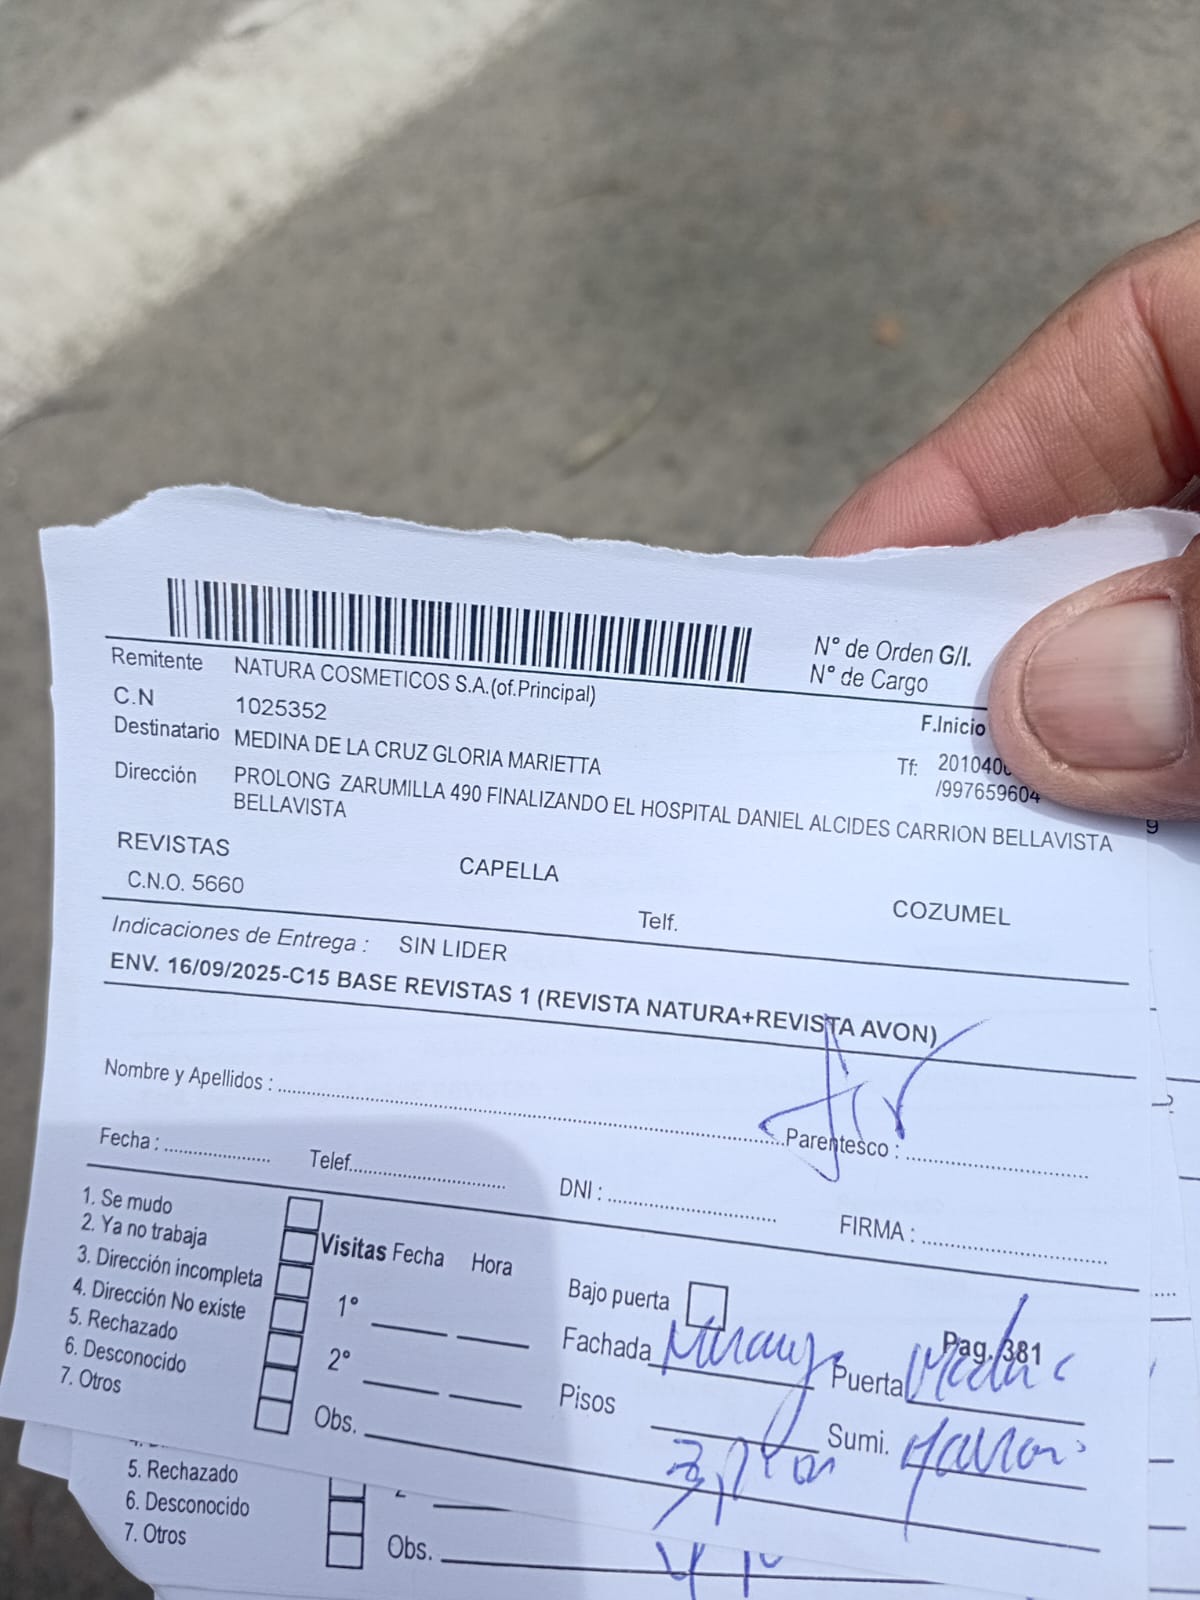 N° de Orden G/I.
N° de Cargo
Remitente NATURA COSMETICOS S.A.(of.Principal)
F.Inicio
C.N 1025352
Destinatario MEDINA DE LA CRUZ GLORIA MARIETTA
Tf: 201040
/997659604
Dirección PROLONG ZARUMILLA 490 FINALIZANDO EL HOSPITAL DANIEL ALCIDES CARRION BELLAVISTA
BELLAVISTA
REVISTAS CAPELLA COZUMEL
C.N.O. 5660 Telf.
Indicaciones de Entrega : SIN LIDER
ENV. 16/09/2025-C15 BASE REVISTAS 1 (REVISTA NATURA+REVISTA AVON)
Nombre y Apellidos : Parentesco :
Fecha : Telef. DNI : FIRMA :
1. Se mudo
2. Ya no trabaja
3. Dirección incompleta
4. Dirección No existe
5. Rechazado
6. Desconocido
7. Otros
Visitas Fecha Hora
1°
2°
Obs.
Bajo puerta
Pag. 381
Fachada Puerta
Pisos Sumi.
5. Rechazado
6. Desconocido
7. Otros
Obs.